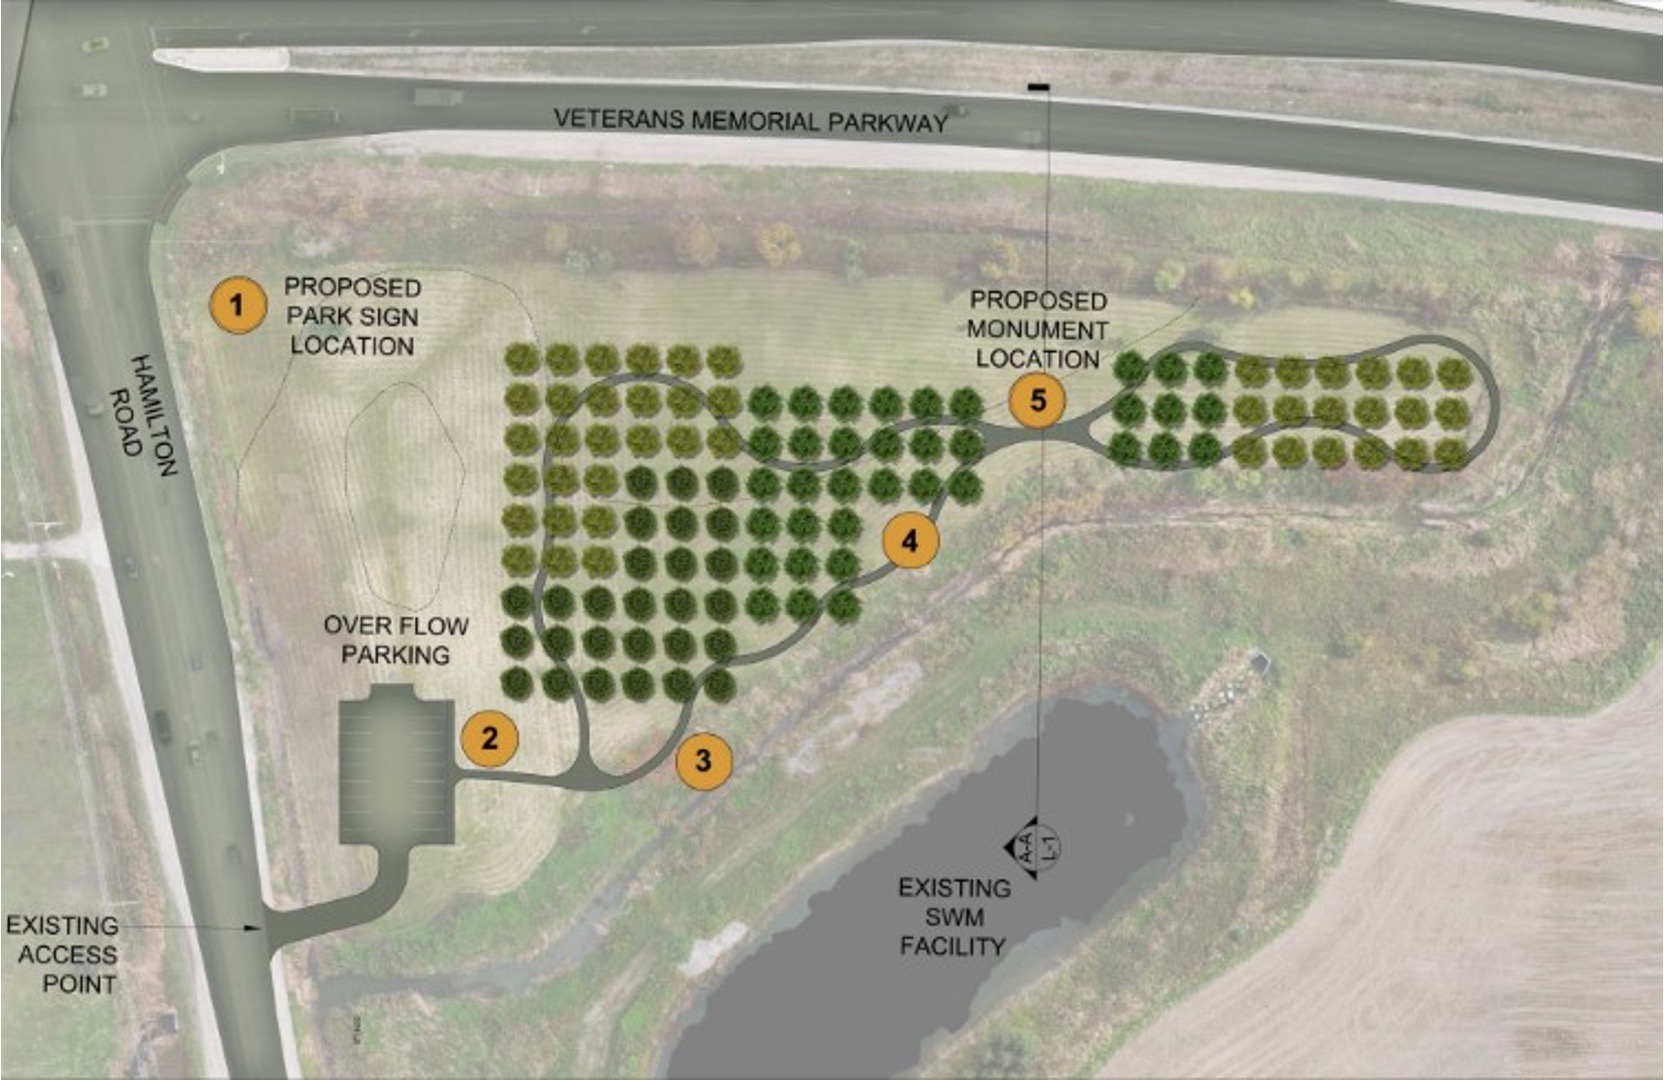 VETERANS MEMORIAL PARKWAY
1
PROPOSED
PARK SIGN
LOCATION
PROPOSED
MONUMENT
LOCATION
5
HAMILTON
ROAD
4
OVER FLOW
PARKING
2
3
A-A
L-1
EXISTING
SWM
FACILITY
EXISTING
ACCESS
POINT